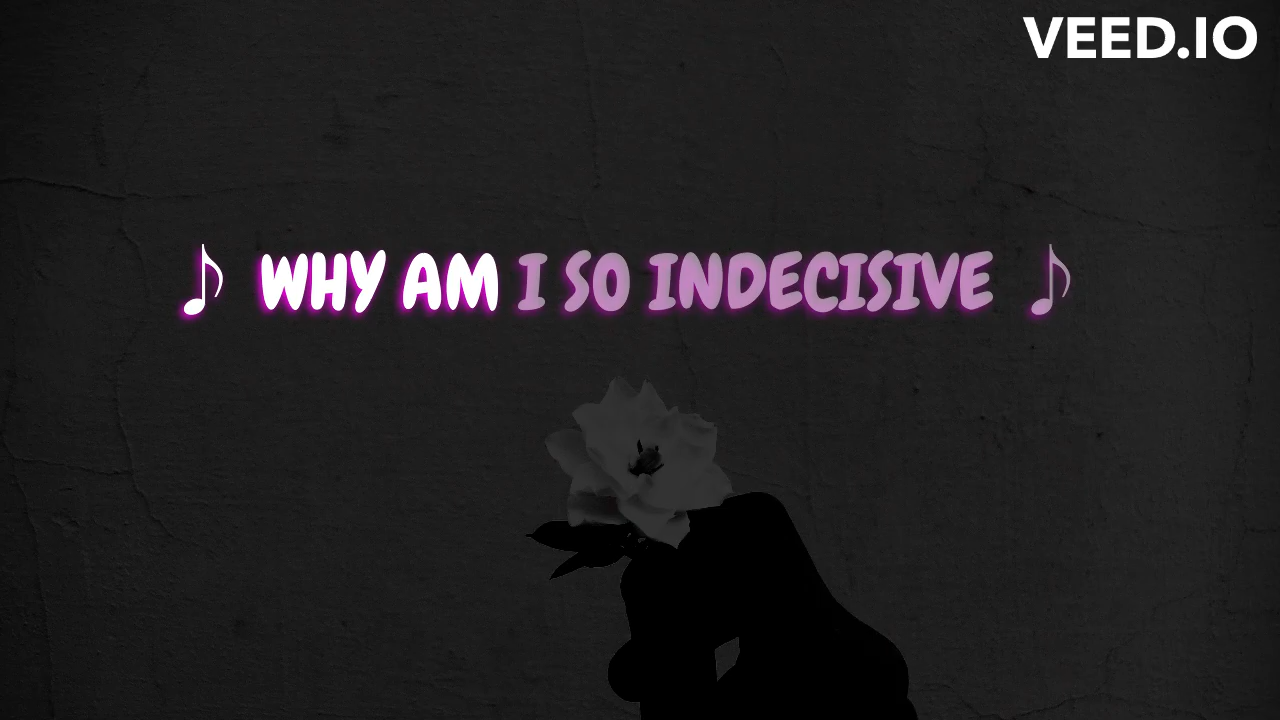 VEED.IO
♪ WHY AM I SO INDECISIVE ♪